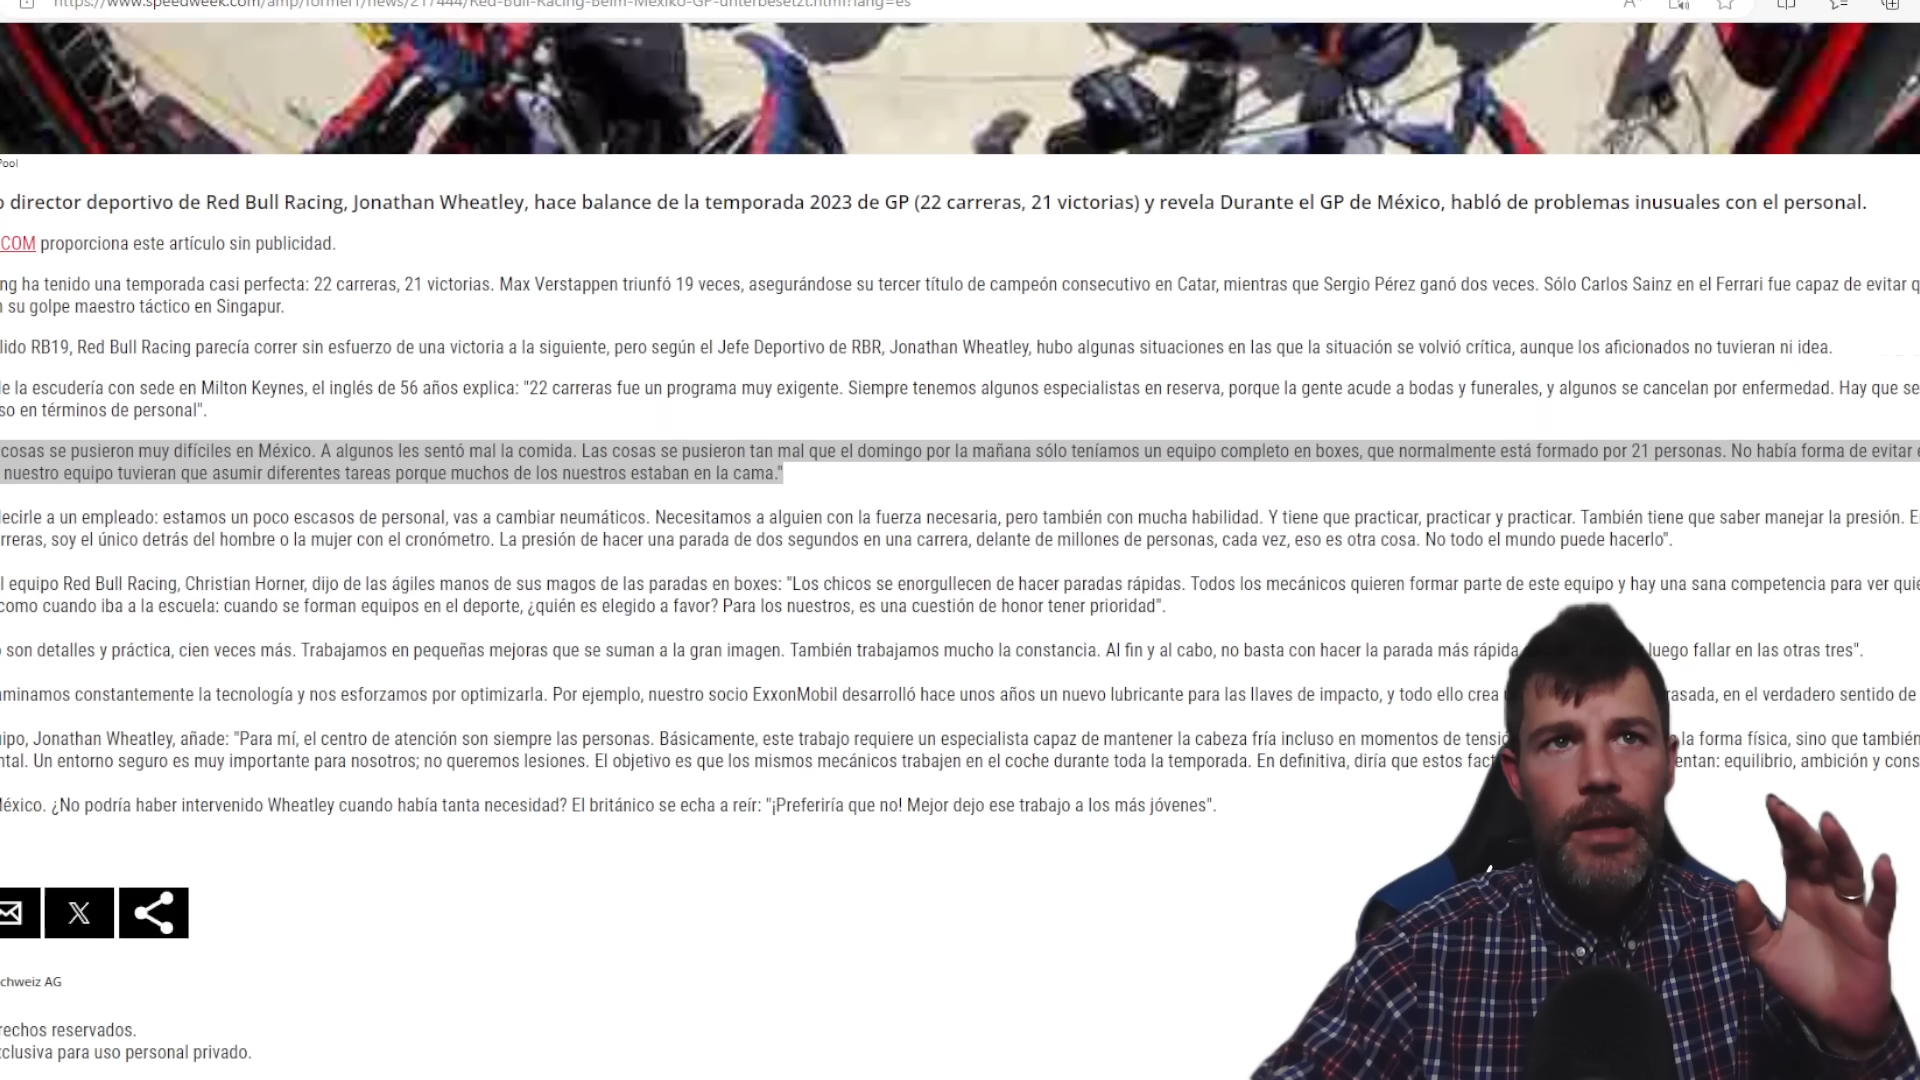 https://www.speedweek.com/amp/formel1/news/217444/Red-Bull-Racing-Beim-Mexiko-GP-unterbesetzt.html?lang=es
Pool
o director deportivo de Red Bull Racing, Jonathan Wheatley, hace balance de la temporada 2023 de GP (22 carreras, 21 victorias) y revela Durante el GP de México, habló de problemas inusuales con el personal.
COM proporciona este artículo sin publicidad.
ng ha tenido una temporada casi perfecta: 22 carreras, 21 victorias. Max Verstappen triunfó 19 veces, asegurándose su tercer título de campeón consecutivo en Catar, mientras que Sergio Pérez ganó dos veces. Sólo Carlos Sainz en el Ferrari fue capaz de evitar q
su golpe maestro táctico en Singapur.
lido RB19, Red Bull Racing parecía correr sin esfuerzo de una victoria a la siguiente, pero según el Jefe Deportivo de RBR, Jonathan Wheatley, hubo algunas situaciones en las que la situación se volvió crítica, aunque los aficionados no tuvieran ni idea.
le la escudería con sede en Milton Keynes, el inglés de 56 años explica: "22 carreras fue un programa muy exigente. Siempre tenemos algunos especialistas en reserva, porque la gente acude a bodas y funerales, y algunos se cancelan por enfermedad. Hay que se
so en términos de personal".
cosas se pusieron muy difíciles en México. A algunos les sentó mal la comida. Las cosas se pusieron tan mal que el domingo por la mañana sólo teníamos un equipo completo en boxes, que normalmente está formado por 21 personas. No había forma de evitar
nuestro equipo tuvieran que asumir diferentes tareas porque muchos de los nuestros estaban en la cama."
lecirle a un empleado: estamos un poco escasos de personal, vas a cambiar neumáticos. Necesitamos a alguien con la fuerza necesaria, pero también con mucha habilidad. Y tiene que practicar, practicar y practicar. También tiene que saber manejar la presión. E
rreras, soy el único detrás del hombre o la mujer con el cronómetro. La presión de hacer una parada de dos segundos en una carrera, delante de millones de personas, cada vez, eso es otra cosa. No todo el mundo puede hacerlo".
l equipo Red Bull Racing, Christian Horner, dijo de las ágiles manos de sus magos de las paradas en boxes: "Los chicos se enorgullecen de hacer paradas rápidas. Todos los mecánicos quieren formar parte de este equipo y hay una sana competencia para ver quie
como cuando iba a la escuela: cuando se forman equipos en el deporte, ¿quién es elegido a favor? Para los nuestros, es una cuestión de honor tener prioridad".
o son detalles y práctica, cien veces más. Trabajamos en pequeñas mejoras que se suman a la gran imagen. También trabajamos mucho la constancia. Al fin y al cabo, no basta con hacer la parada más rápida luego fallar en las otras tres".
aminamos constantemente la tecnología y nos esforzamos por optimizarla. Por ejemplo, nuestro socio ExxonMobil desarrolló hace unos años un nuevo lubricante para las llaves de impacto, y todo ello crea rasada, en el verdadero sentido de
uipo, Jonathan Wheatley, añade: "Para mí, el centro de atención son siempre las personas. Básicamente, este trabajo requiere un especialista capaz de mantener la cabeza fría incluso en momentos de tensió la forma física, sino que también
ntal. Un entorno seguro es muy importante para nosotros; no queremos lesiones. El objetivo es que los mismos mecánicos trabajen en el coche durante toda la temporada. En definitiva, diría que estos fact entan: equilibrio, ambición y cons
México. ¿No podría haber intervenido Wheatley cuando había tanta necesidad? El británico se echa a reír: "¡Preferiría que no! Mejor dejo ese trabajo a los más jóvenes".
chweiz AG
rechos reservados.
xclusiva para uso personal privado.